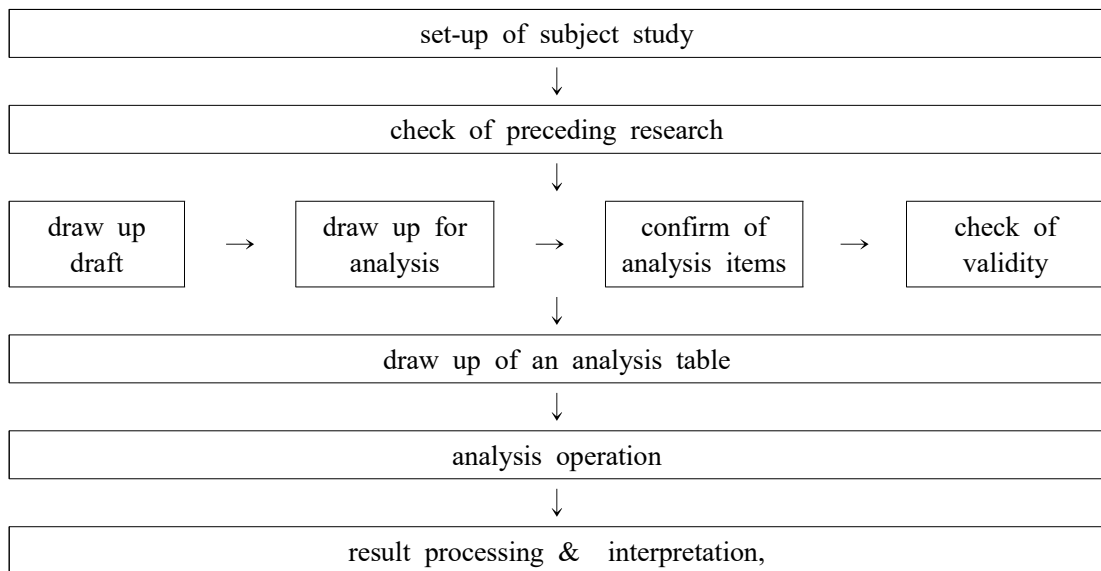 set-up of subject study
↓
check of preceding research
↓
draw up
draft
→
draw up for
analysis
→
confirm of
analysis items
→
check of
validity
↓
draw up of an analysis table
↓
analysis operation
↓
result processing & interpretation,